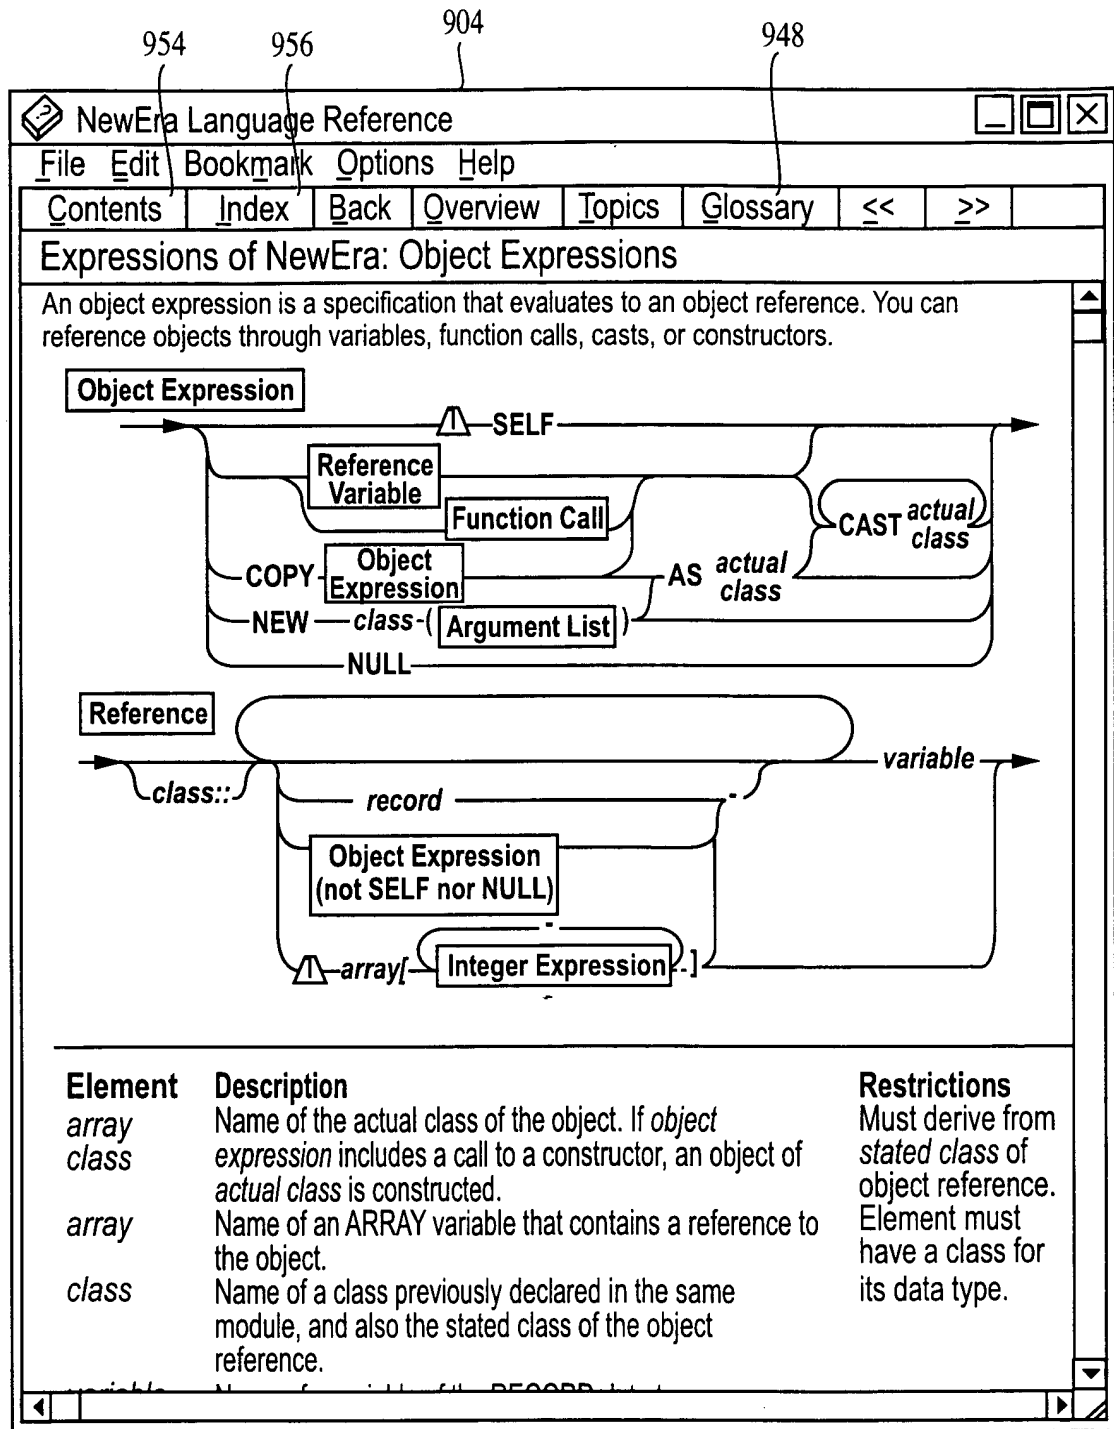 954 956 904 948
NewEra Language Reference
File Edit Bookmark Options Help
Contents Index Back Overview Topics Glossary << >>
Expressions of NewEra: Object Expressions
An object expression is a specification that evaluates to an object reference. You can
reference objects through variables, function calls, casts, or constructors.
Object Expression
SELF
Reference
Variable
Function Call
CAST actual
class
COPY Object
Expression
AS actual
class
NEW class ( Argument List )
NULL
Reference
variable
class::
record
Object Expression
(not SELF nor NULL)
array[ Integer Expression ]
Element Description Restrictions
array Name of the actual class of the object. If object Must derive from
class expression includes a call to a constructor, an object of stated class of
actual class is constructed. object reference.
array Name of an ARRAY variable that contains a reference to Element must
the object. have a class for
class Name of a class previously declared in the same its data type.
module, and also the stated class of the object
reference.